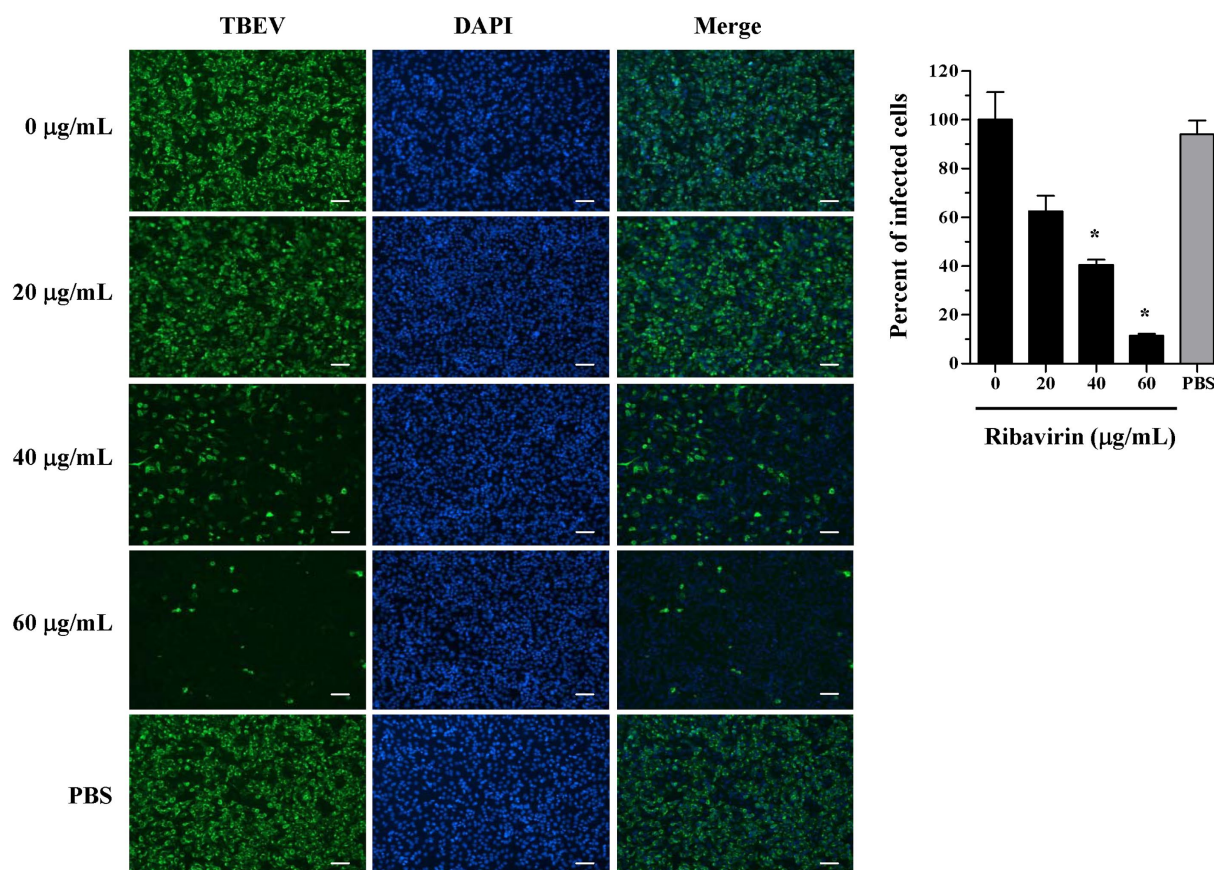 TBEV DAPI Merge
0 μg/mL
20 μg/mL
40 μg/mL
60 μg/mL
PBS
Percent of infected cells
120
100
80
60
40
20
0
*
*
0 20 40 60 PBS
Ribavirin (μg/mL)